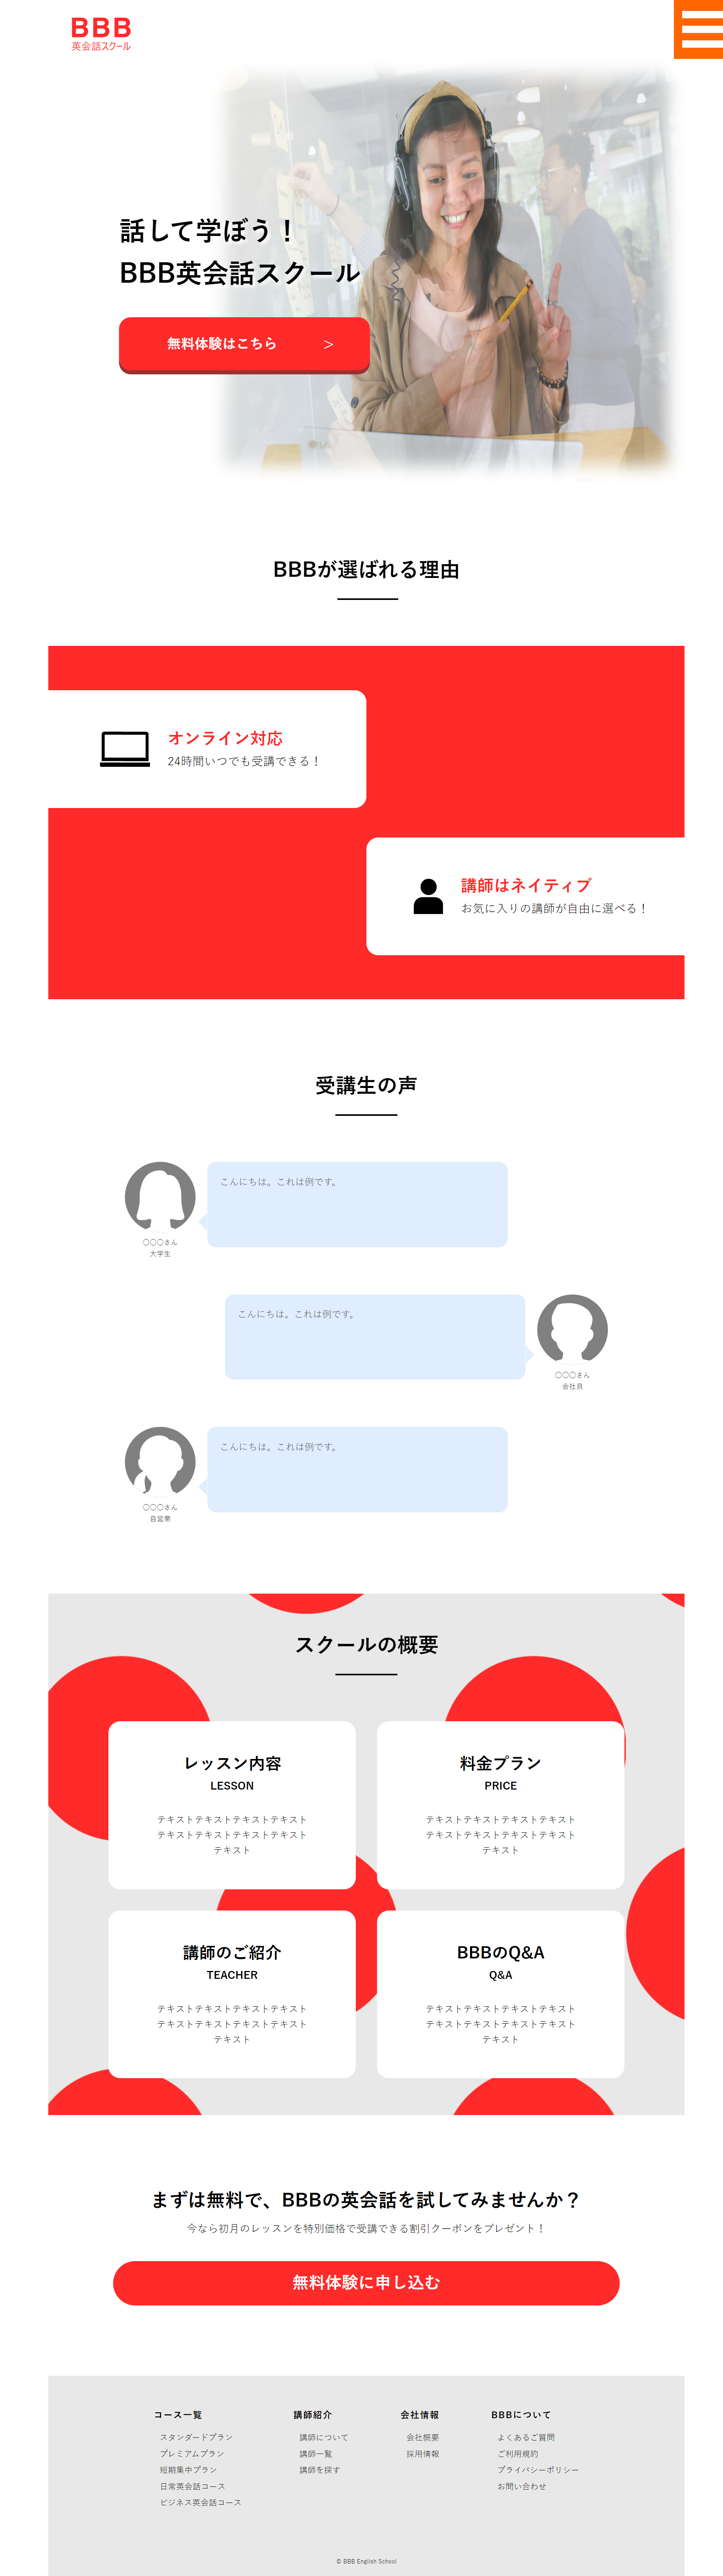 BBB
英会話スクール
話して学ぼう！
BBB英会話スクール
無料体験はこちら ＞
BBBが選ばれる理由
オンライン対応
24時間いつでも受講できる！
講師はネイティブ
お気に入りの講師が自由に選べる！
受講生の声
こんにちは。これは例です。
〇〇〇さん
大学生
こんにちは。これは例です。
〇〇〇さん
会社員
こんにちは。これは例です。
〇〇〇さん
自営業
スクールの概要
レッスン内容
LESSON
テキストテキストテキストテキスト
テキストテキストテキストテキスト
テキスト
料金プラン
PRICE
テキストテキストテキストテキスト
テキストテキストテキストテキスト
テキスト
講師のご紹介
TEACHER
テキストテキストテキストテキスト
テキストテキストテキストテキスト
テキスト
BBBのQ&A
Q&A
テキストテキストテキストテキスト
テキストテキストテキストテキスト
テキスト
まずは無料で、BBBの英会話を試してみませんか？
今なら初月のレッスンを特別価格で受講できる割引クーポンをプレゼント！
無料体験に申し込む
コース一覧
スタンダードプラン
プレミアムプラン
短期集中プラン
日常英会話コース
ビジネス英会話コース
講師紹介
講師について
講師一覧
講師を探す
会社情報
会社概要
採用情報
BBBについて
よくあるご質問
ご利用規約
プライバシーポリシー
お問い合わせ
© BBB English School